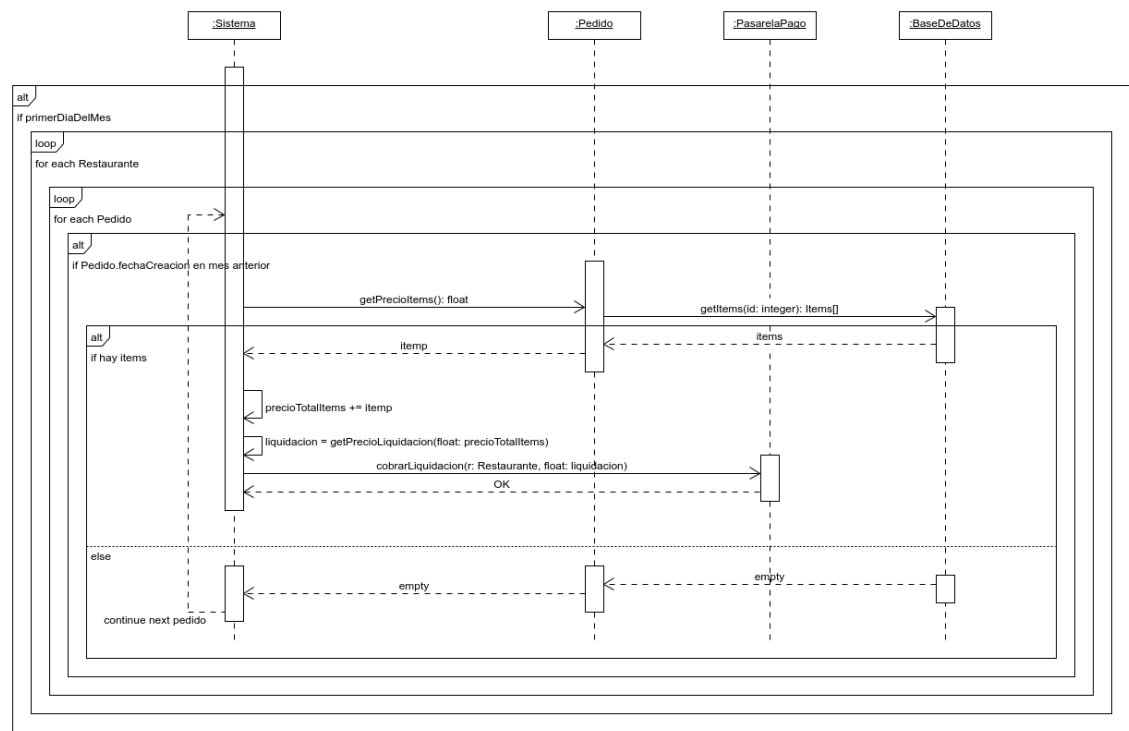 :Sistema
:Pedido
:PasarelaPago
:BaseDeDatos
alt
if primerDiaDelMes
loop
for each Restaurante
loop
for each Pedido
alt
if Pedido.fechaCreacion en mes anterior
getPrecioItems(): float
getItems(id: integer): Items[]
alt
if hay items
items
itemp
precioTotalItems += itemp
liquidacion = getPrecioLiquidacion(float: precioTotalItems)
cobrarLiquidacion(r: Restaurante, float: liquidacion)
OK
else
empty
empty
continue next pedido